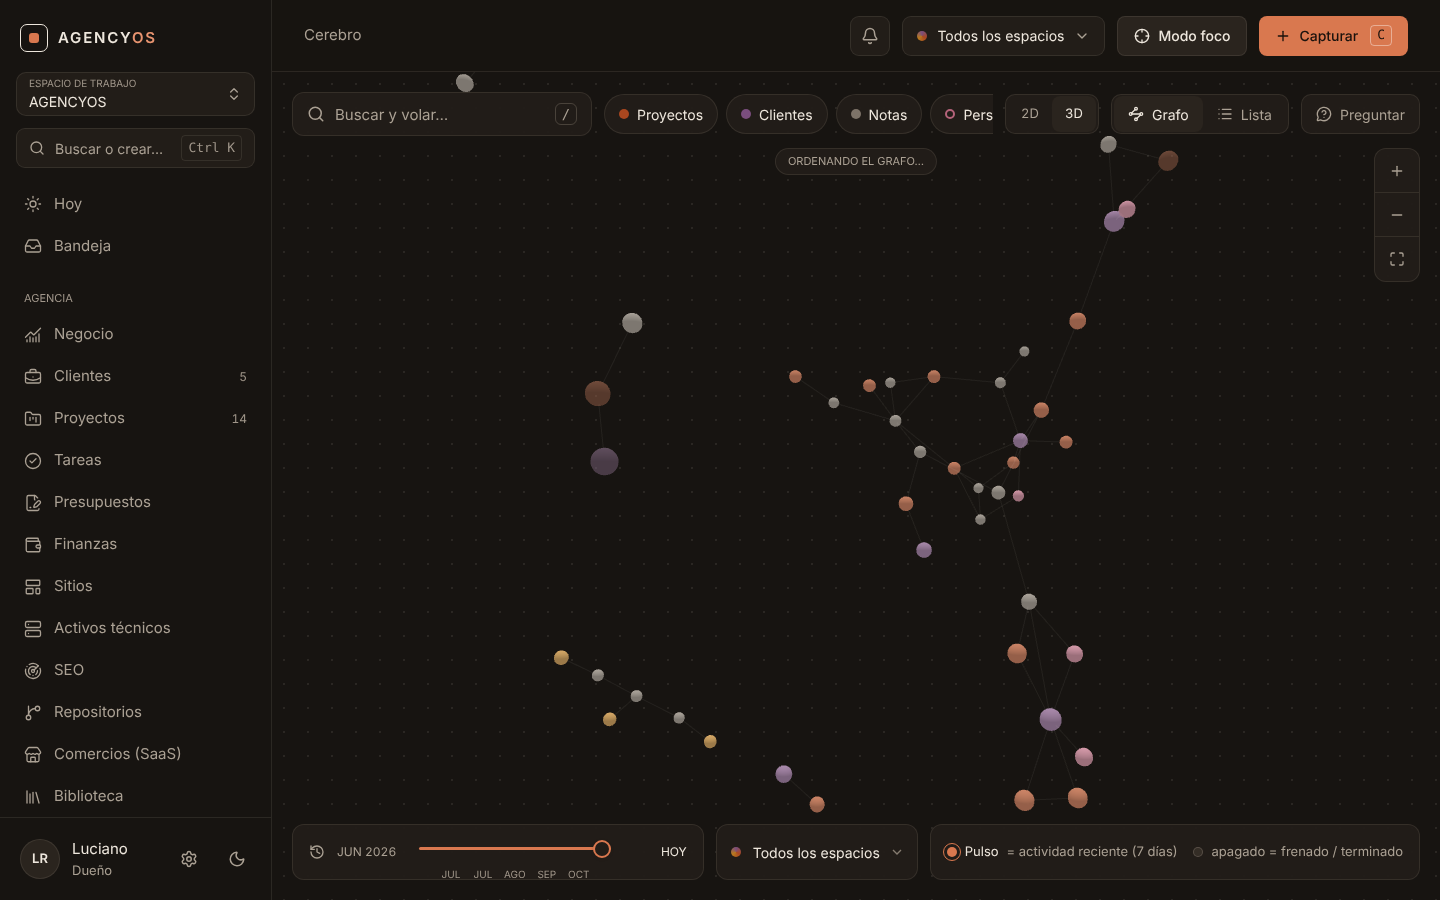 AGENCYOS
ESPACIO DE TRABAJO
AGENCYOS
Buscar o crear... Ctrl K
Hoy
Bandeja
AGENCIA
Negocio
Clientes 5
Proyectos 14
Tareas
Presupuestos
Finanzas
Sitios
Activos técnicos
SEO
Repositorios
Comercios (SaaS)
Biblioteca
LR Luciano
Dueño
Cerebro
Todos los espacios
Modo foco
Capturar C
Buscar y volar... /
Proyectos
Clientes
Notas
Pers
2D 3D
Grafo
Lista
Preguntar
ORDENANDO EL GRAFO...
JUN 2026
HOY
JUL JUL AGO SEP OCT
Todos los espacios
Pulso = actividad reciente (7 días) apagado = frenado / terminado